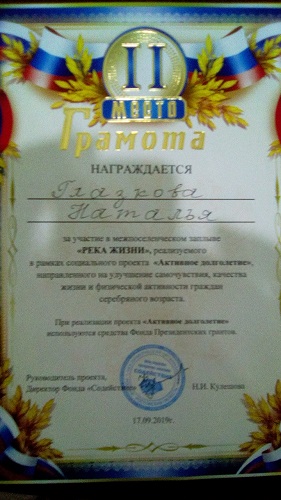 II
МЕСТО
Грамота
НАГРАЖДАЕТСЯ
Глазкова
Наталья
за участие в межпоселенческом заплыве
«РЕКА ЖИЗНИ», реализуемого
в рамках социального проекта «Активное долголетие»,
направленного на улучшение самочувствия, качества
жизни и физической активности граждан
серебряного возраста.
При реализации проекта «Активное долголетие»
используются средства Фонда Президентских грантов.
Руководитель проекта,
Директор Фонда «Содействие» Н.И. Кулешова
17.09.2019г.